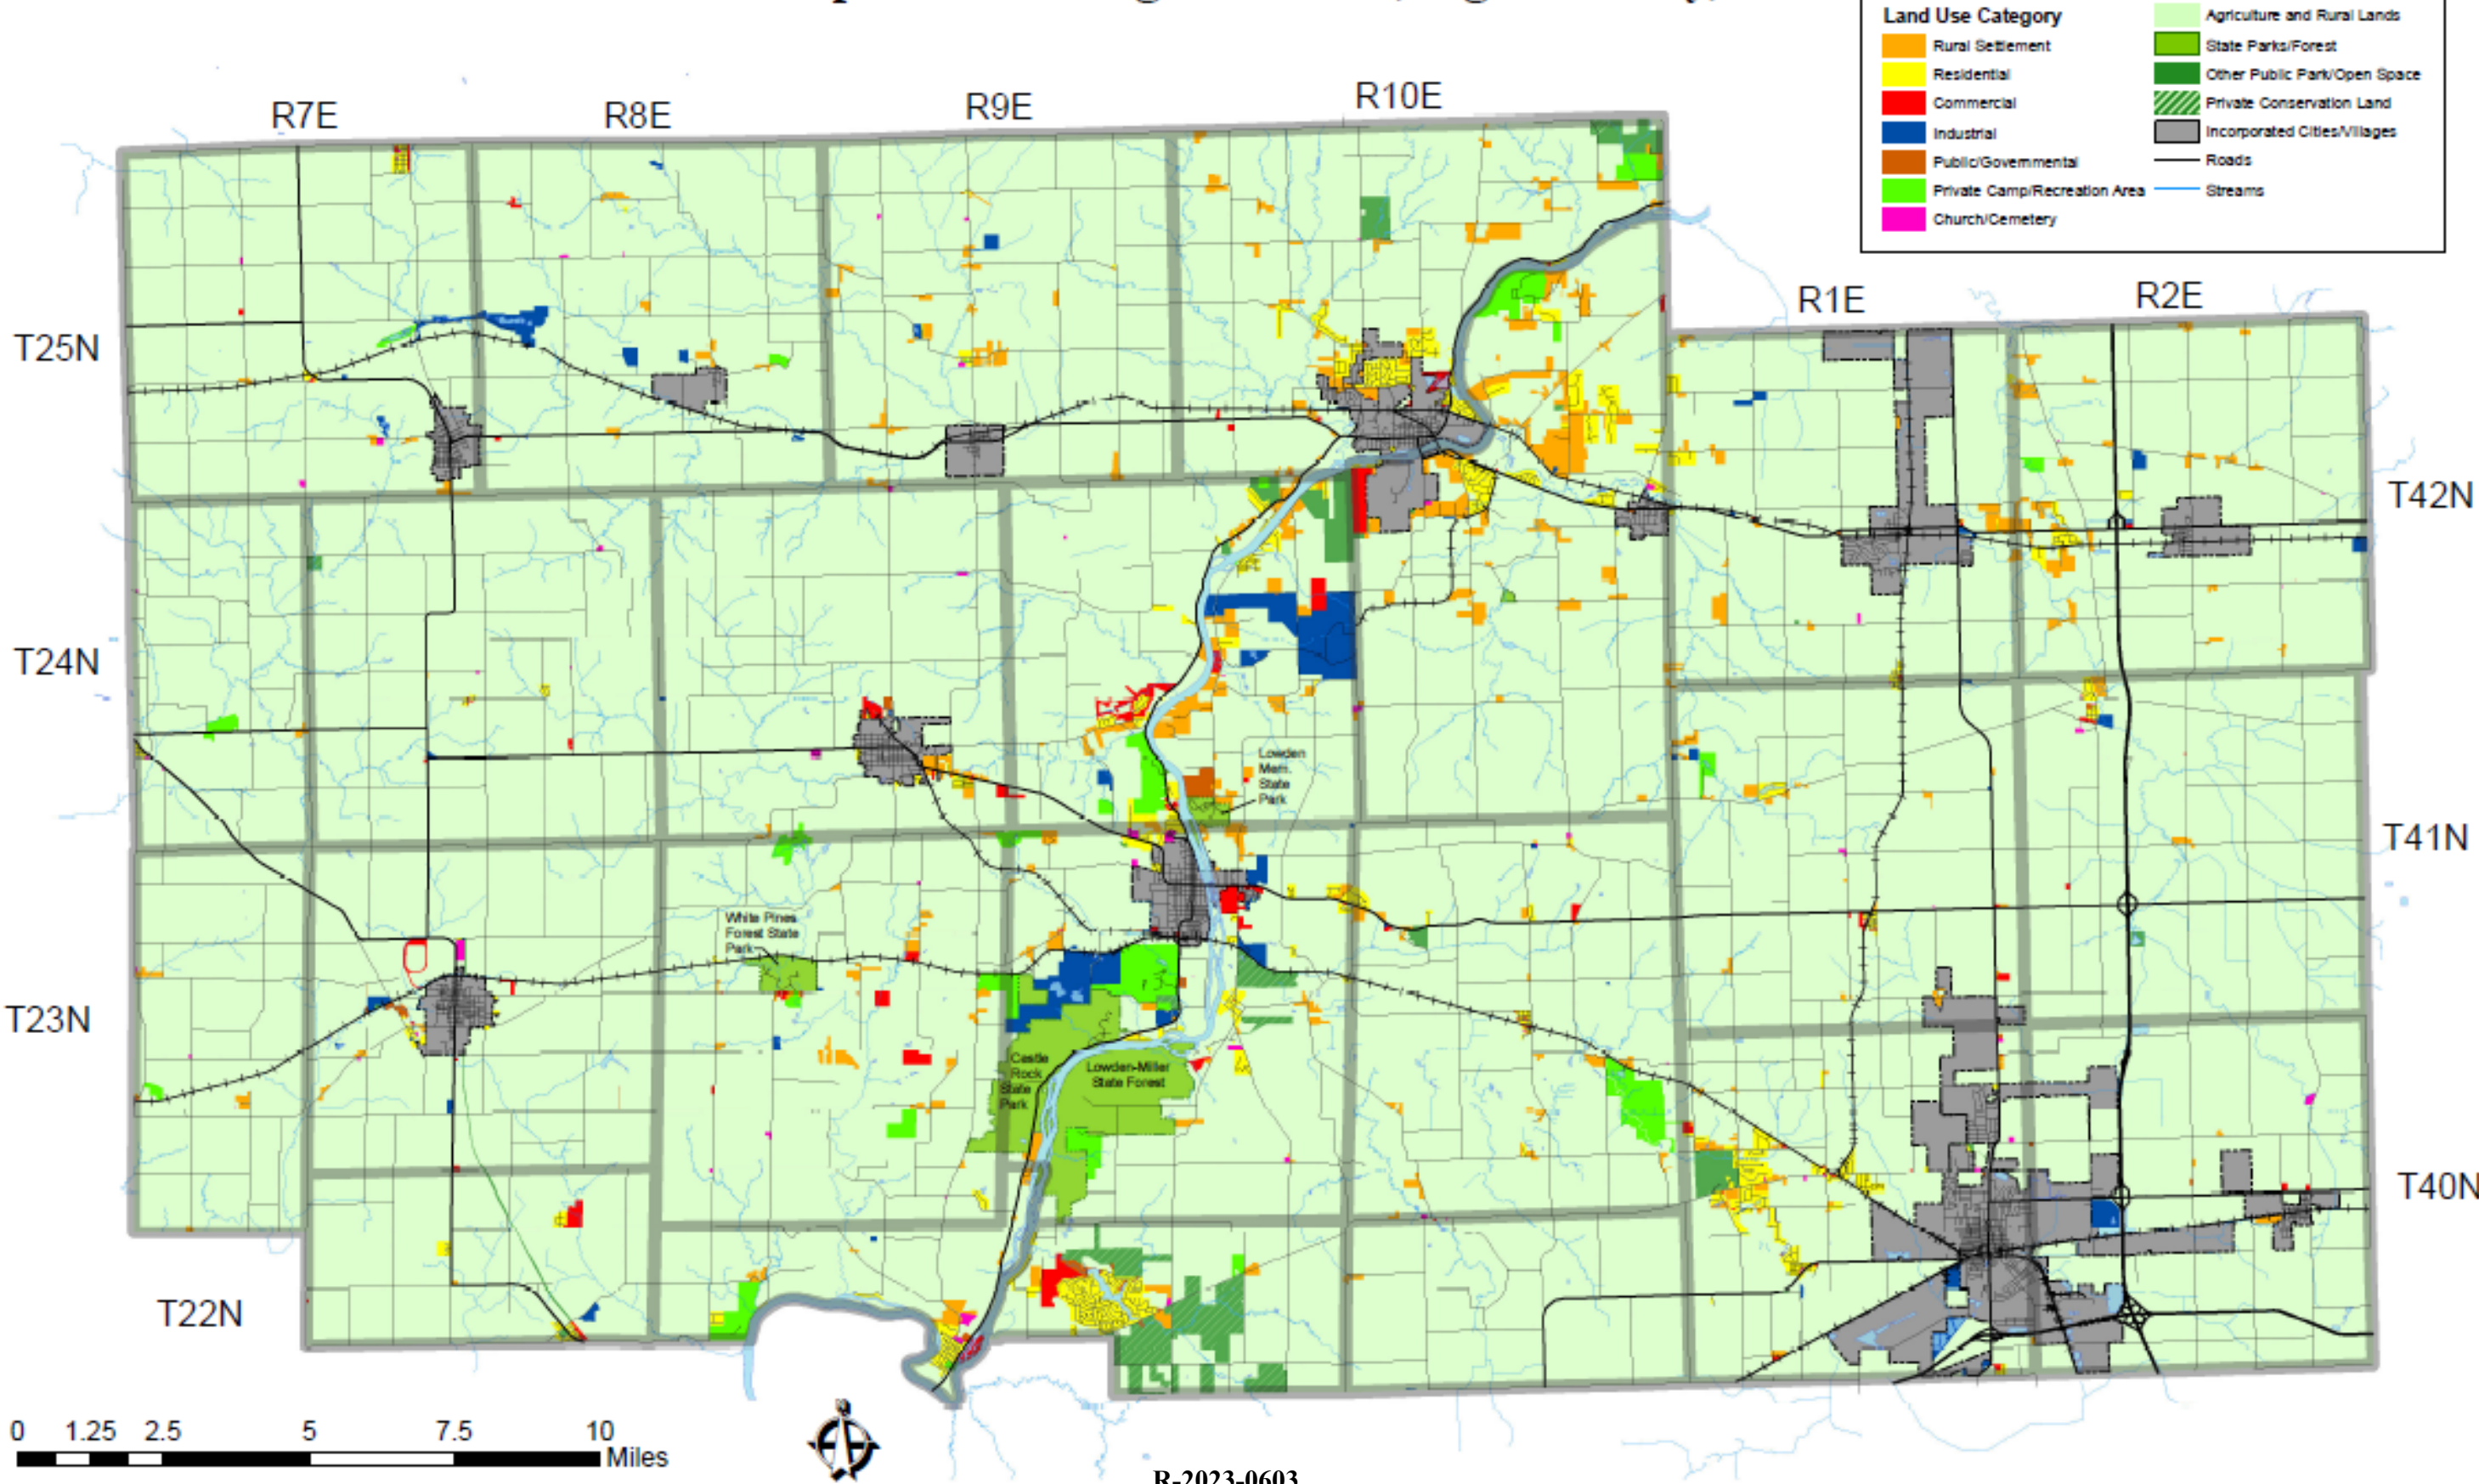 Land Use Category
Rural Settlement
Residential
Commercial
Industrial
Public/Governmental
Private Camp/Recreation Area
Church/Cemetery
Agriculture and Rural Lands
State Parks/Forest
Other Public Park/Open Space
Private Conservation Land
Incorporated Cities/Villages
Roads
Streams
R7E
R8E
R9E
R10E
R1E
R2E
T25N
T42N
T24N
Lowden
Mem.
State
Park
T41N
White Pines
Forest State
Park
T23N
Castle
Rock
State
Park
Lowden-Miller
State Forest
T40N
T22N
0 1.25 2.5 5 7.5 10
Miles
R-2023-0603